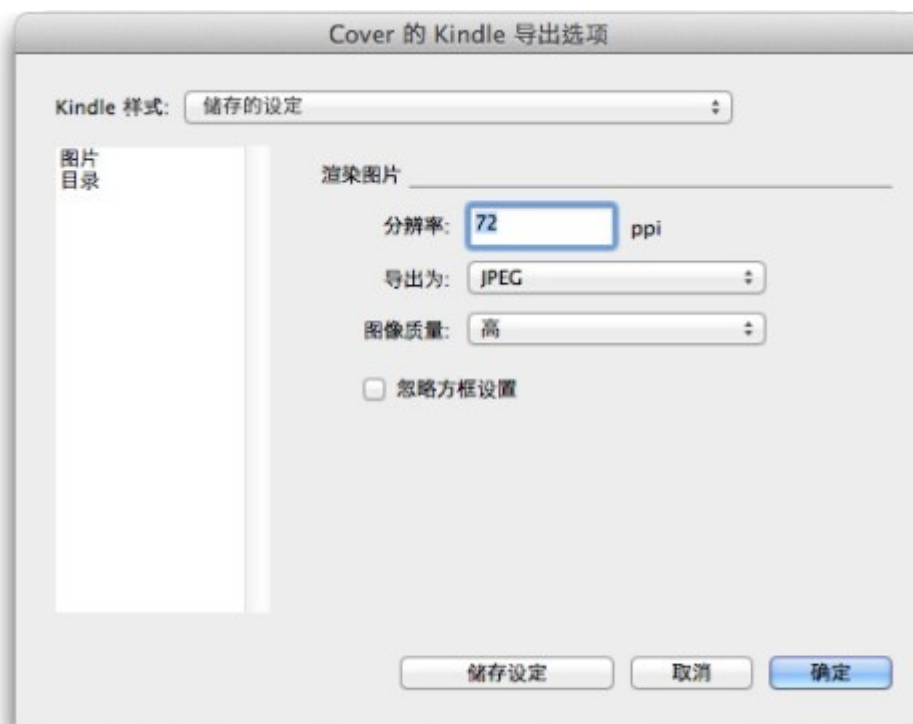 Cover 的 Kindle 导出选项
Kindle 样式: 储存的设定
图片
目录
渲染图片
分辨率: 72 ppi
导出为: JPEG
图像质量: 高
忽略方框设置
储存设定 取消 确定